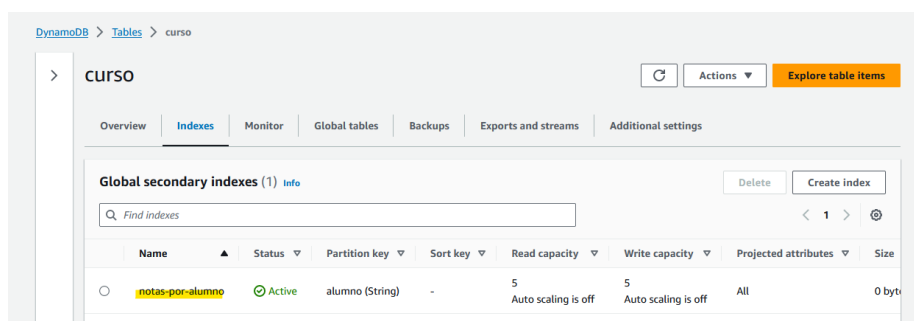 DynamoDB > Tables > curso
curso
Actions ▼
Explore table items
Overview
Indexes
Monitor
Global tables
Backups
Exports and streams
Additional settings
Global secondary indexes (1) Info
Delete
Create index
Find indexes
< 1 >
Name ▲ Status ▽ Partition key ▽ Sort key ▽ Read capacity ▽ Write capacity ▽ Projected attributes ▽ Size
notas-por-alumno Active alumno (String) - 5 5 All 0 byt
Auto scaling is off Auto scaling is off